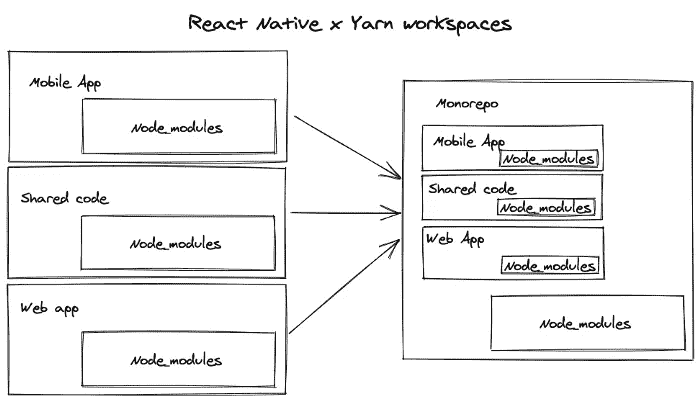 React Native x Yarn workspaces
Mobile App
Node_modules
Shared code
Node_modules
Web app
Node_modules
Monorepo
Mobile App
Node_modules
Shared code
Node_modules
Web App
Node_modules
Node_modules